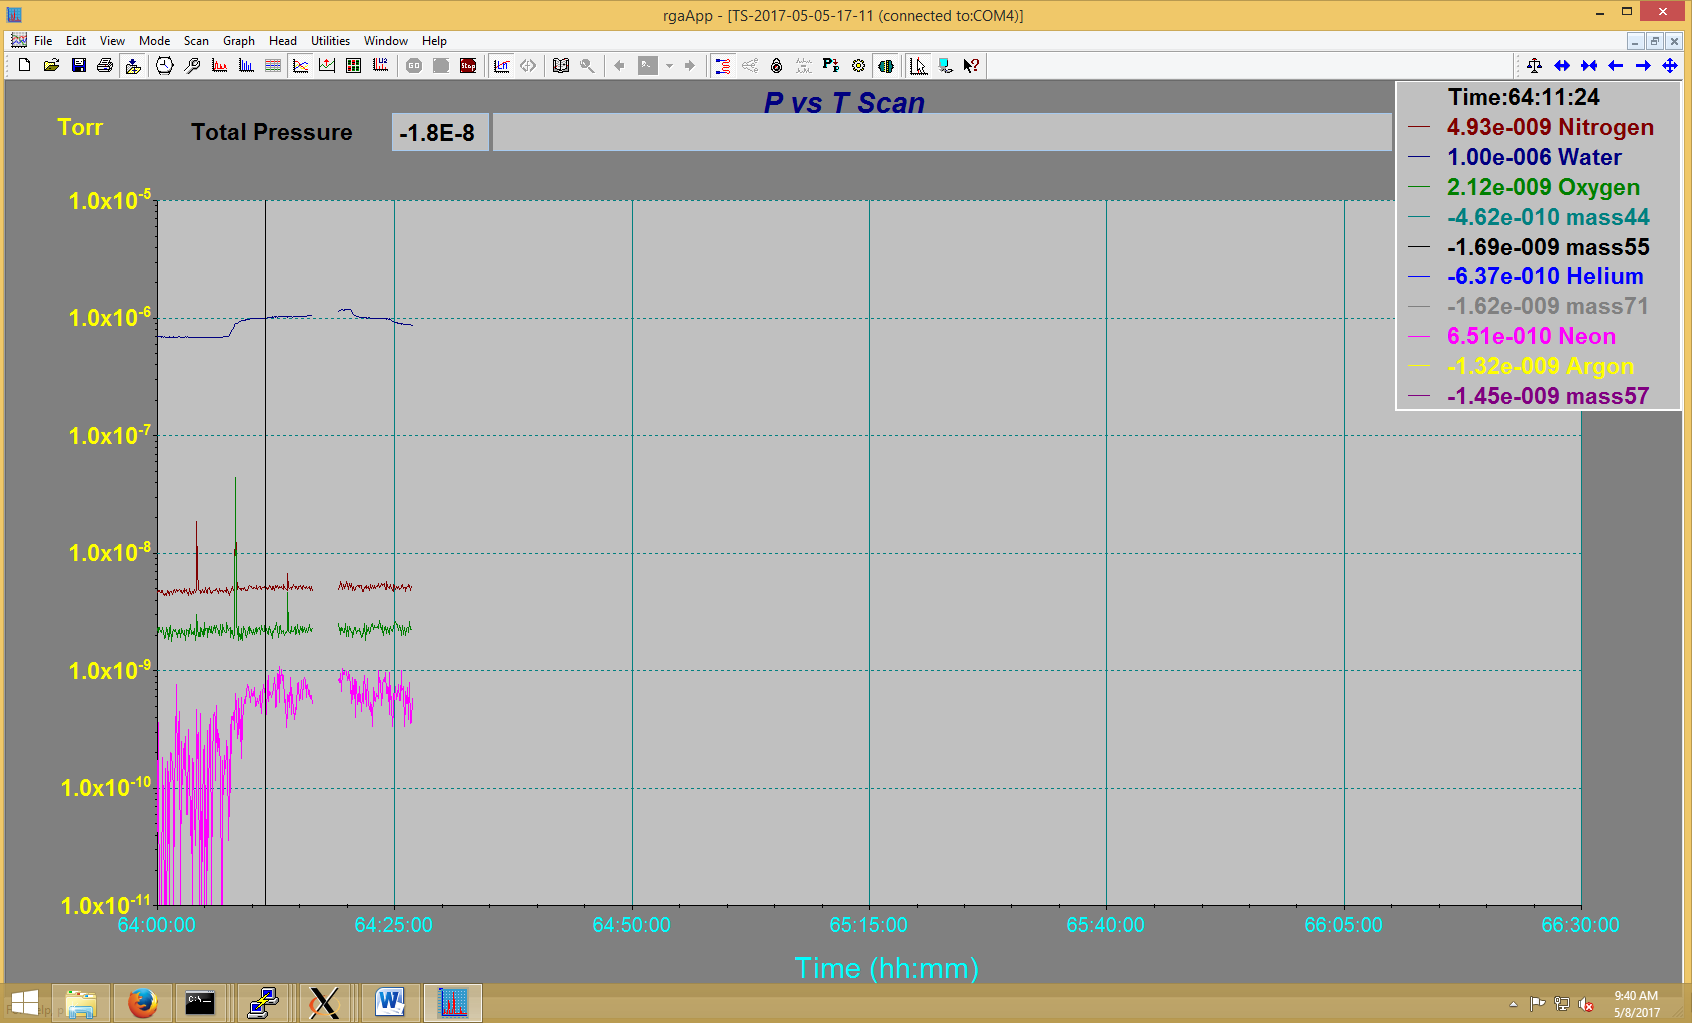 rgaApp - [TS-2017-05-05-17-11 (connected to:COM4)]
File Edit View Mode Scan Graph Head Utilities Window Help
GO Stop Ln
P vs T Scan
Torr
Total Pressure -1.8E-8
Time:64:11:24
4.93e-009 Nitrogen
1.00e-006 Water
2.12e-009 Oxygen
-4.62e-010 mass44
-1.69e-009 mass55
-6.37e-010 Helium
-1.62e-009 mass71
6.51e-010 Neon
-1.32e-009 Argon
-1.45e-009 mass57
1.0x10-5
1.0x10-6
1.0x10-7
1.0x10-8
1.0x10-9
1.0x10-10
1.0x10-11
64:00:00 64:25:00 64:50:00 65:15:00 65:40:00 66:05:00 66:30:00
Time (hh:mm)
9:40 AM
5/8/2017